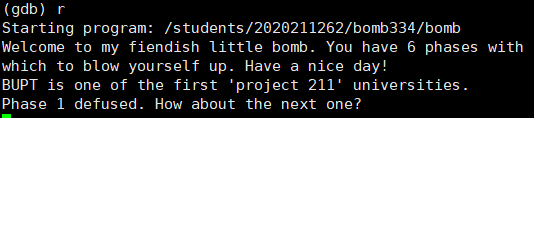 (gdb) r
Starting program: /students/2020211262/bomb334/bomb
Welcome to my fiendish little bomb. You have 6 phases with
which to blow yourself up. Have a nice day!
BUPT is one of the first 'project 211' universities.
Phase 1 defused. How about the next one?